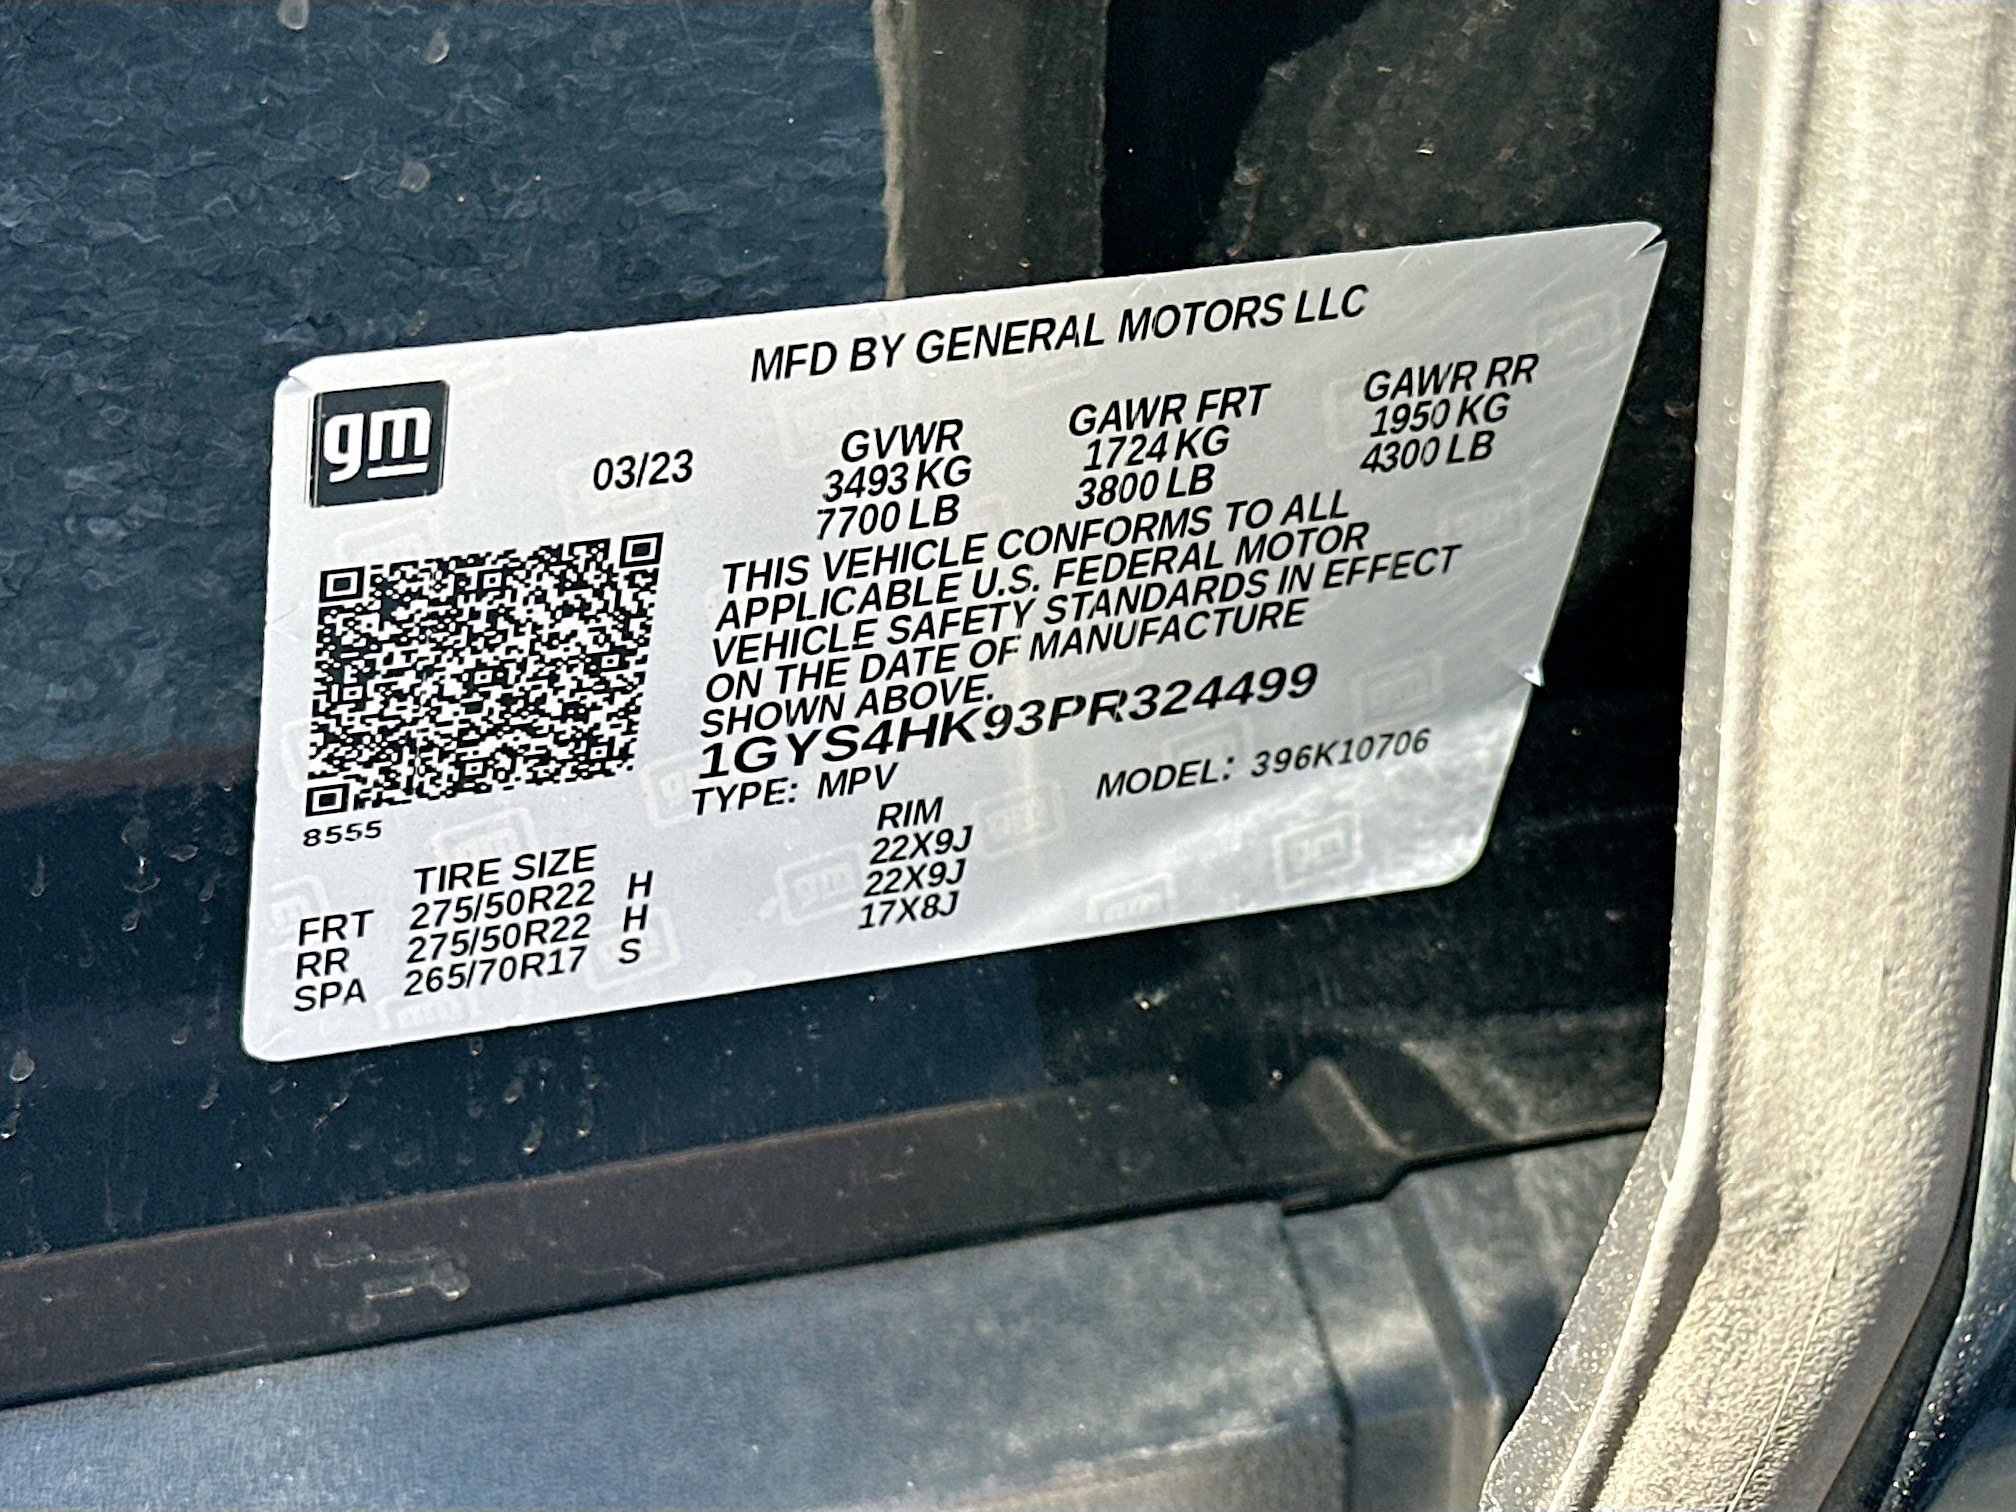 MFD BY GENERAL MOTORS LLC
gm
03/23
GVWR GAWR FRT GAWR RR
3493 KG 1724 KG 1950 KG
7700 LB 3800 LB 4300 LB
THIS VEHICLE CONFORMS TO ALL
APPLICABLE U.S. FEDERAL MOTOR
VEHICLE SAFETY STANDARDS IN EFFECT
ON THE DATE OF MANUFACTURE
SHOWN ABOVE.
1GYS4HK93PR324499
TYPE: MPV MODEL: 396K10706
8555
TIRE SIZE RIM
FRT 275/50R22 H 22X9J
RR 275/50R22 H 22X9J
SPA 265/70R17 S 17X8J